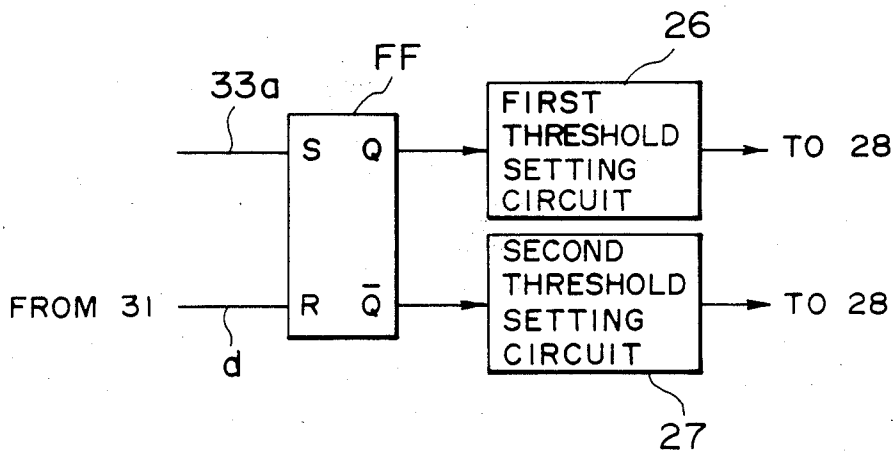 26
FF
33a
FIRST
THRESHOLD
SETTING
CIRCUIT
S Q
TO 28
SECOND
THRESHOLD
SETTING
CIRCUIT
FROM 31
R Q̅
TO 28
d
27